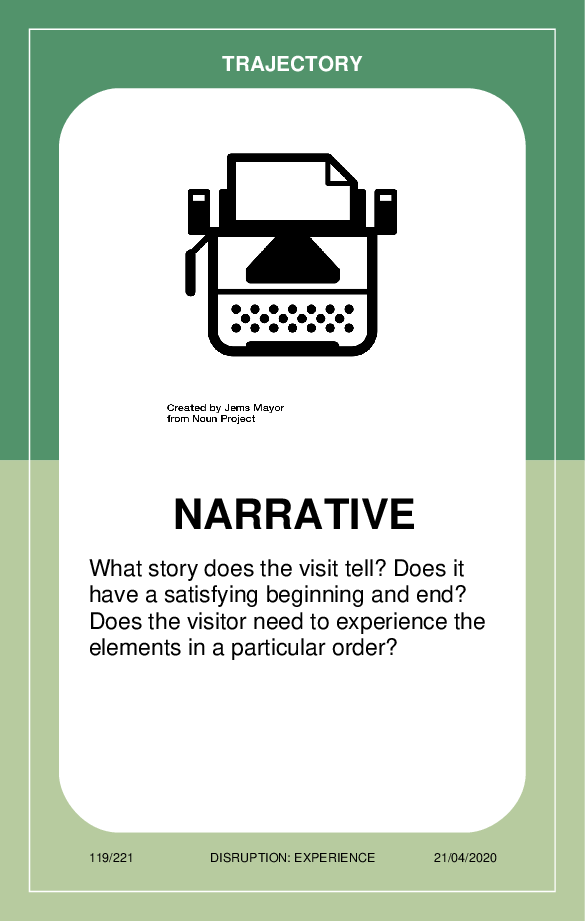 TRAJECTORY
Created by Jems Mayor
from Noun Project
NARRATIVE
What story does the visit tell? Does it
have a satisfying beginning and end?
Does the visitor need to experience the
elements in a particular order?
119/221 DISRUPTION: EXPERIENCE 21/04/2020